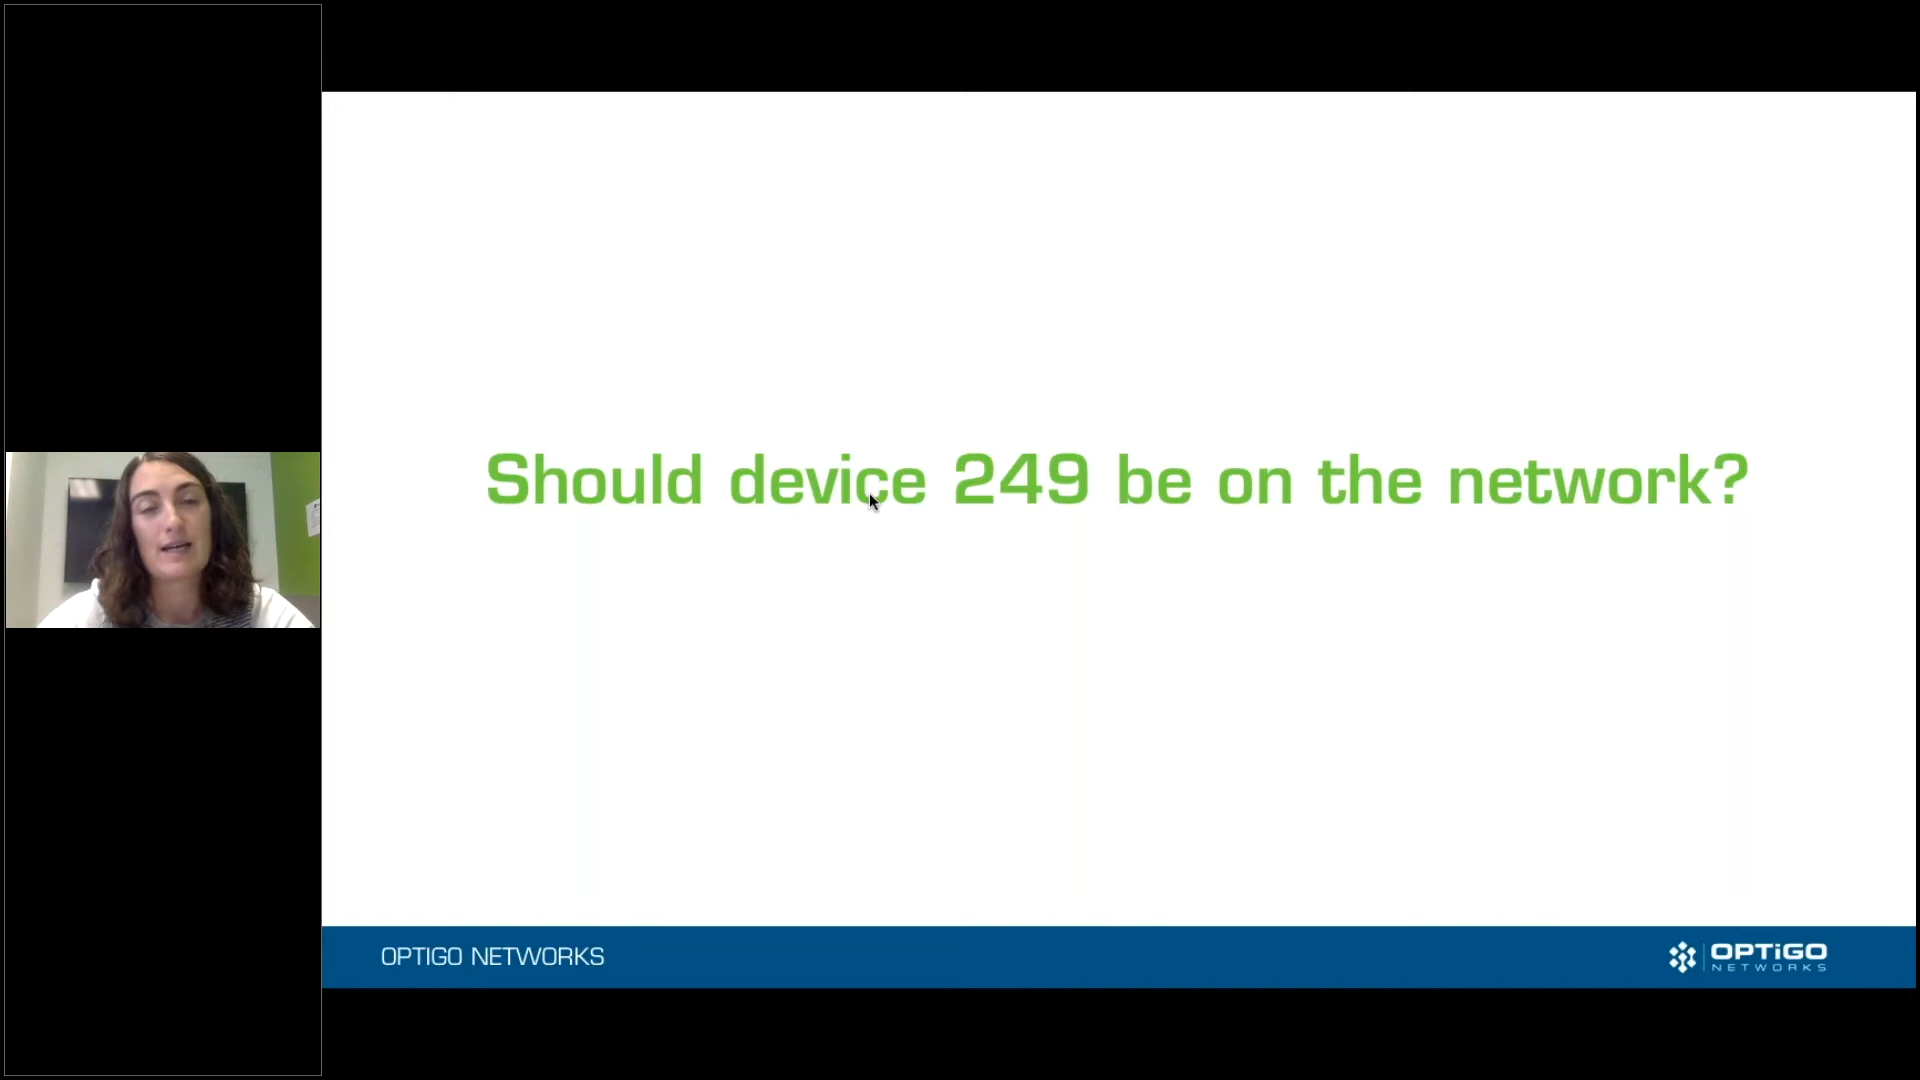 Should device 249 be on the network?
OPTIGO NETWORKS
OPTiGO
NETWORKS